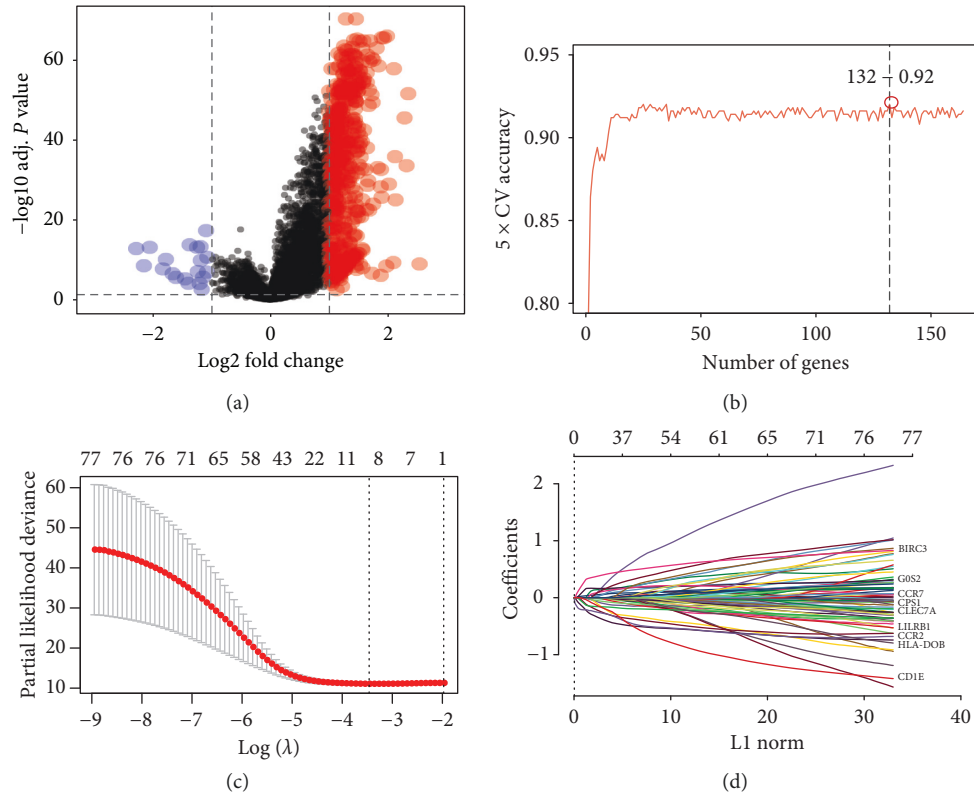 −log10 adj. P value
60
40
20
0
−2
0
2
Log2 fold change
(a)
5 × CV accuracy
0.95
0.90
0.85
0.80
132 − 0.92
0
50
100
150
Number of genes
(b)
77 76 76 71 65 58 43 22 11 8 7 1
Partial likelihood deviance
60
50
40
30
20
10
−9 −8 −7 −6 −5 −4 −3 −2
Log (λ)
(c)
0 37 54 61 65 71 76 77
Coefficients
2
1
0
−1
BIRC3
G0S2
CCR7
CPS1
CLEC7A
LILRB1
CCR2
HLA-DOB
CD1E
0 10 20 30 40
L1 norm
(d)